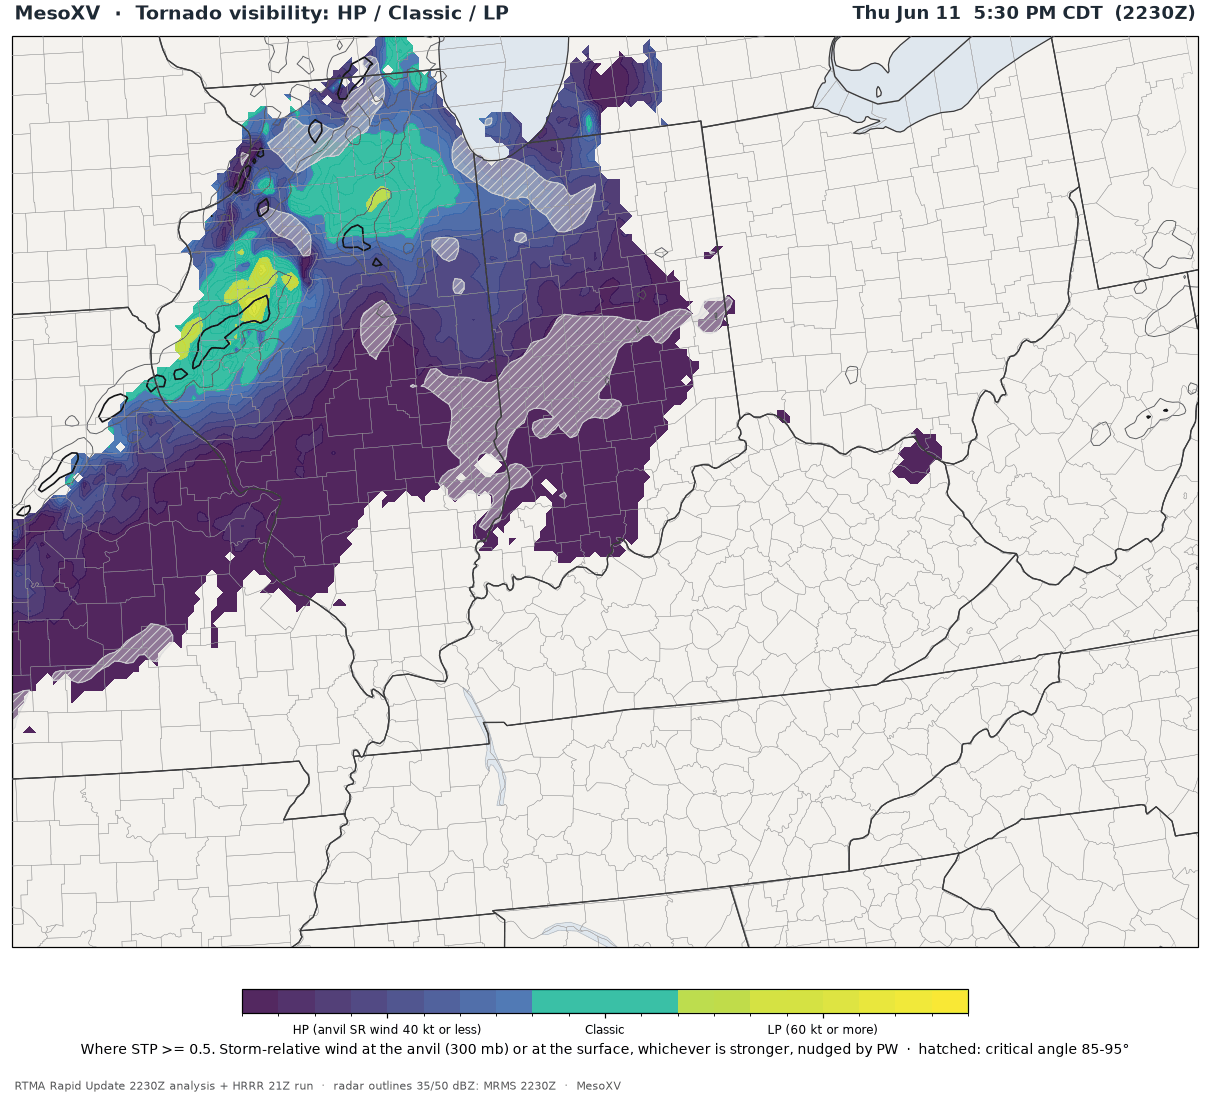 MesoXV · Tornado visibility: HP / Classic / LP
Thu Jun 11 5:30 PM CDT (2230Z)
HP (anvil SR wind 40 kt or less)
Classic
LP (60 kt or more)
Where STP >= 0.5. Storm-relative wind at the anvil (300 mb) or at the surface, whichever is stronger, nudged by PW · hatched: critical angle 85-95°
RTMA Rapid Update 2230Z analysis + HRRR 21Z run · radar outlines 35/50 dBZ: MRMS 2230Z · MesoXV